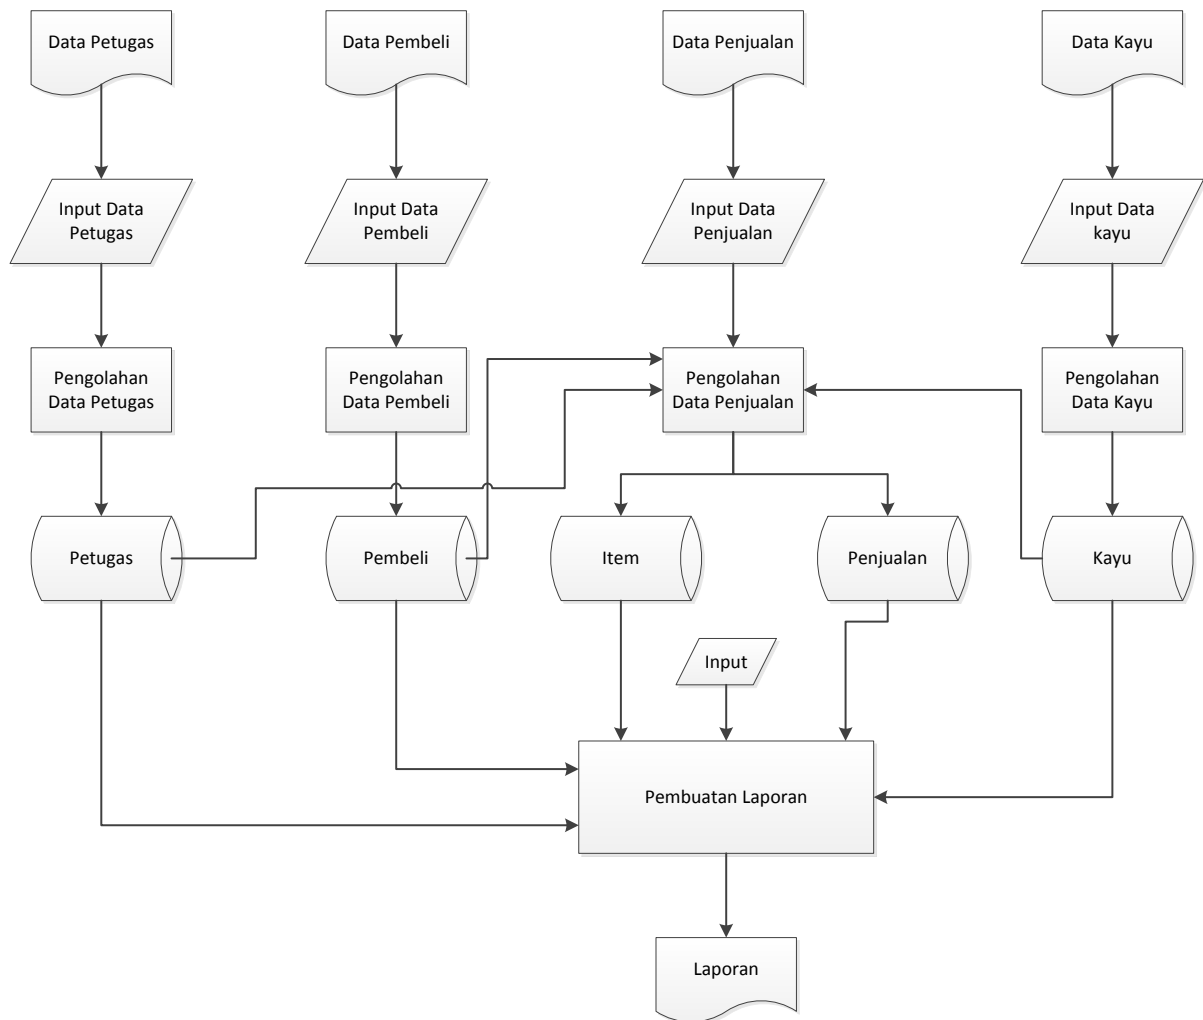 Data Petugas
Data Pembeli
Data Penjualan
Data Kayu
Input Data
Petugas
Input Data
Pembeli
Input Data
Penjualan
Input Data
kayu
Pengolahan
Data Petugas
Pengolahan
Data Pembeli
Pengolahan
Data Penjualan
Pengolahan
Data Kayu
Petugas
Pembeli
Item
Penjualan
Kayu
Input
Pembuatan Laporan
Laporan